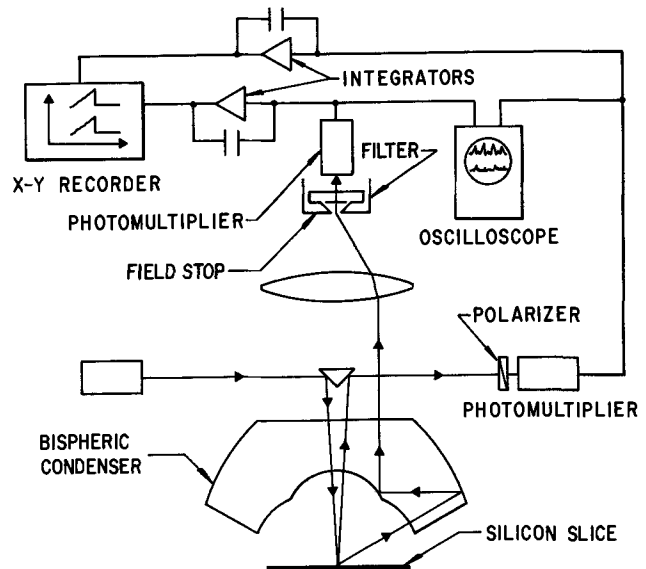 INTEGRATORS
X-Y RECORDER
FILTER
PHOTOMULTIPLIER
OSCILLOSCOPE
FIELD STOP
POLARIZER
PHOTOMULTIPLIER
BISPHERIC
CONDENSER
SILICON SLICE